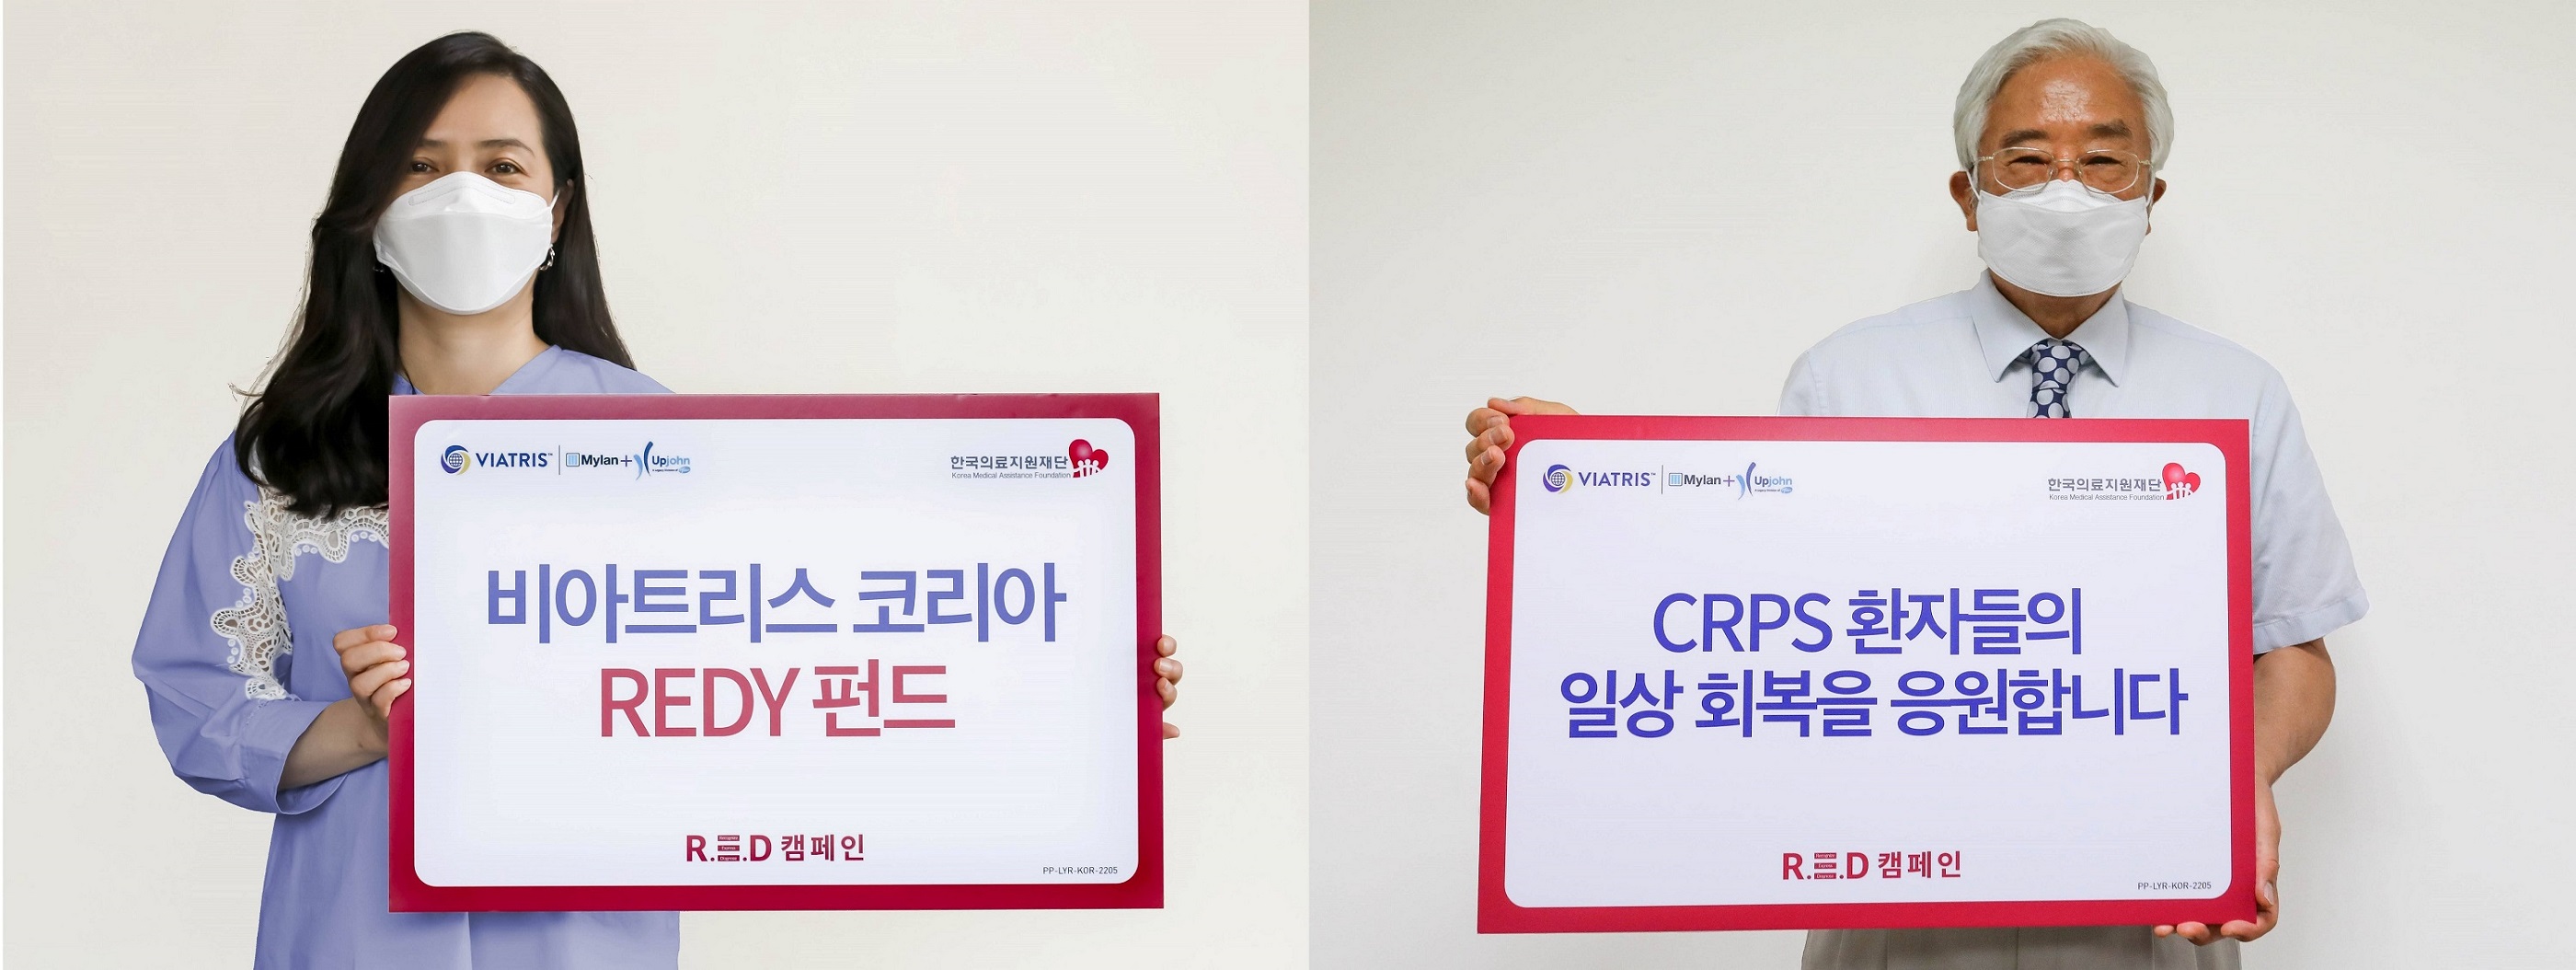 VIATRIS™ Mylan+Upjohn
한국의료지원재단
Korea Medical Assistance Foundation
비아트리스 코리아
REDY 펀드
R.E.D 캠페인
PP-LYR-KOR-2205
VIATRIS™ Mylan+Upjohn
한국의료지원재단
Korea Medical Assistance Foundation
CRPS 환자들의
일상 회복을 응원합니다
R.E.D 캠페인
PP-LYR-KOR-2205